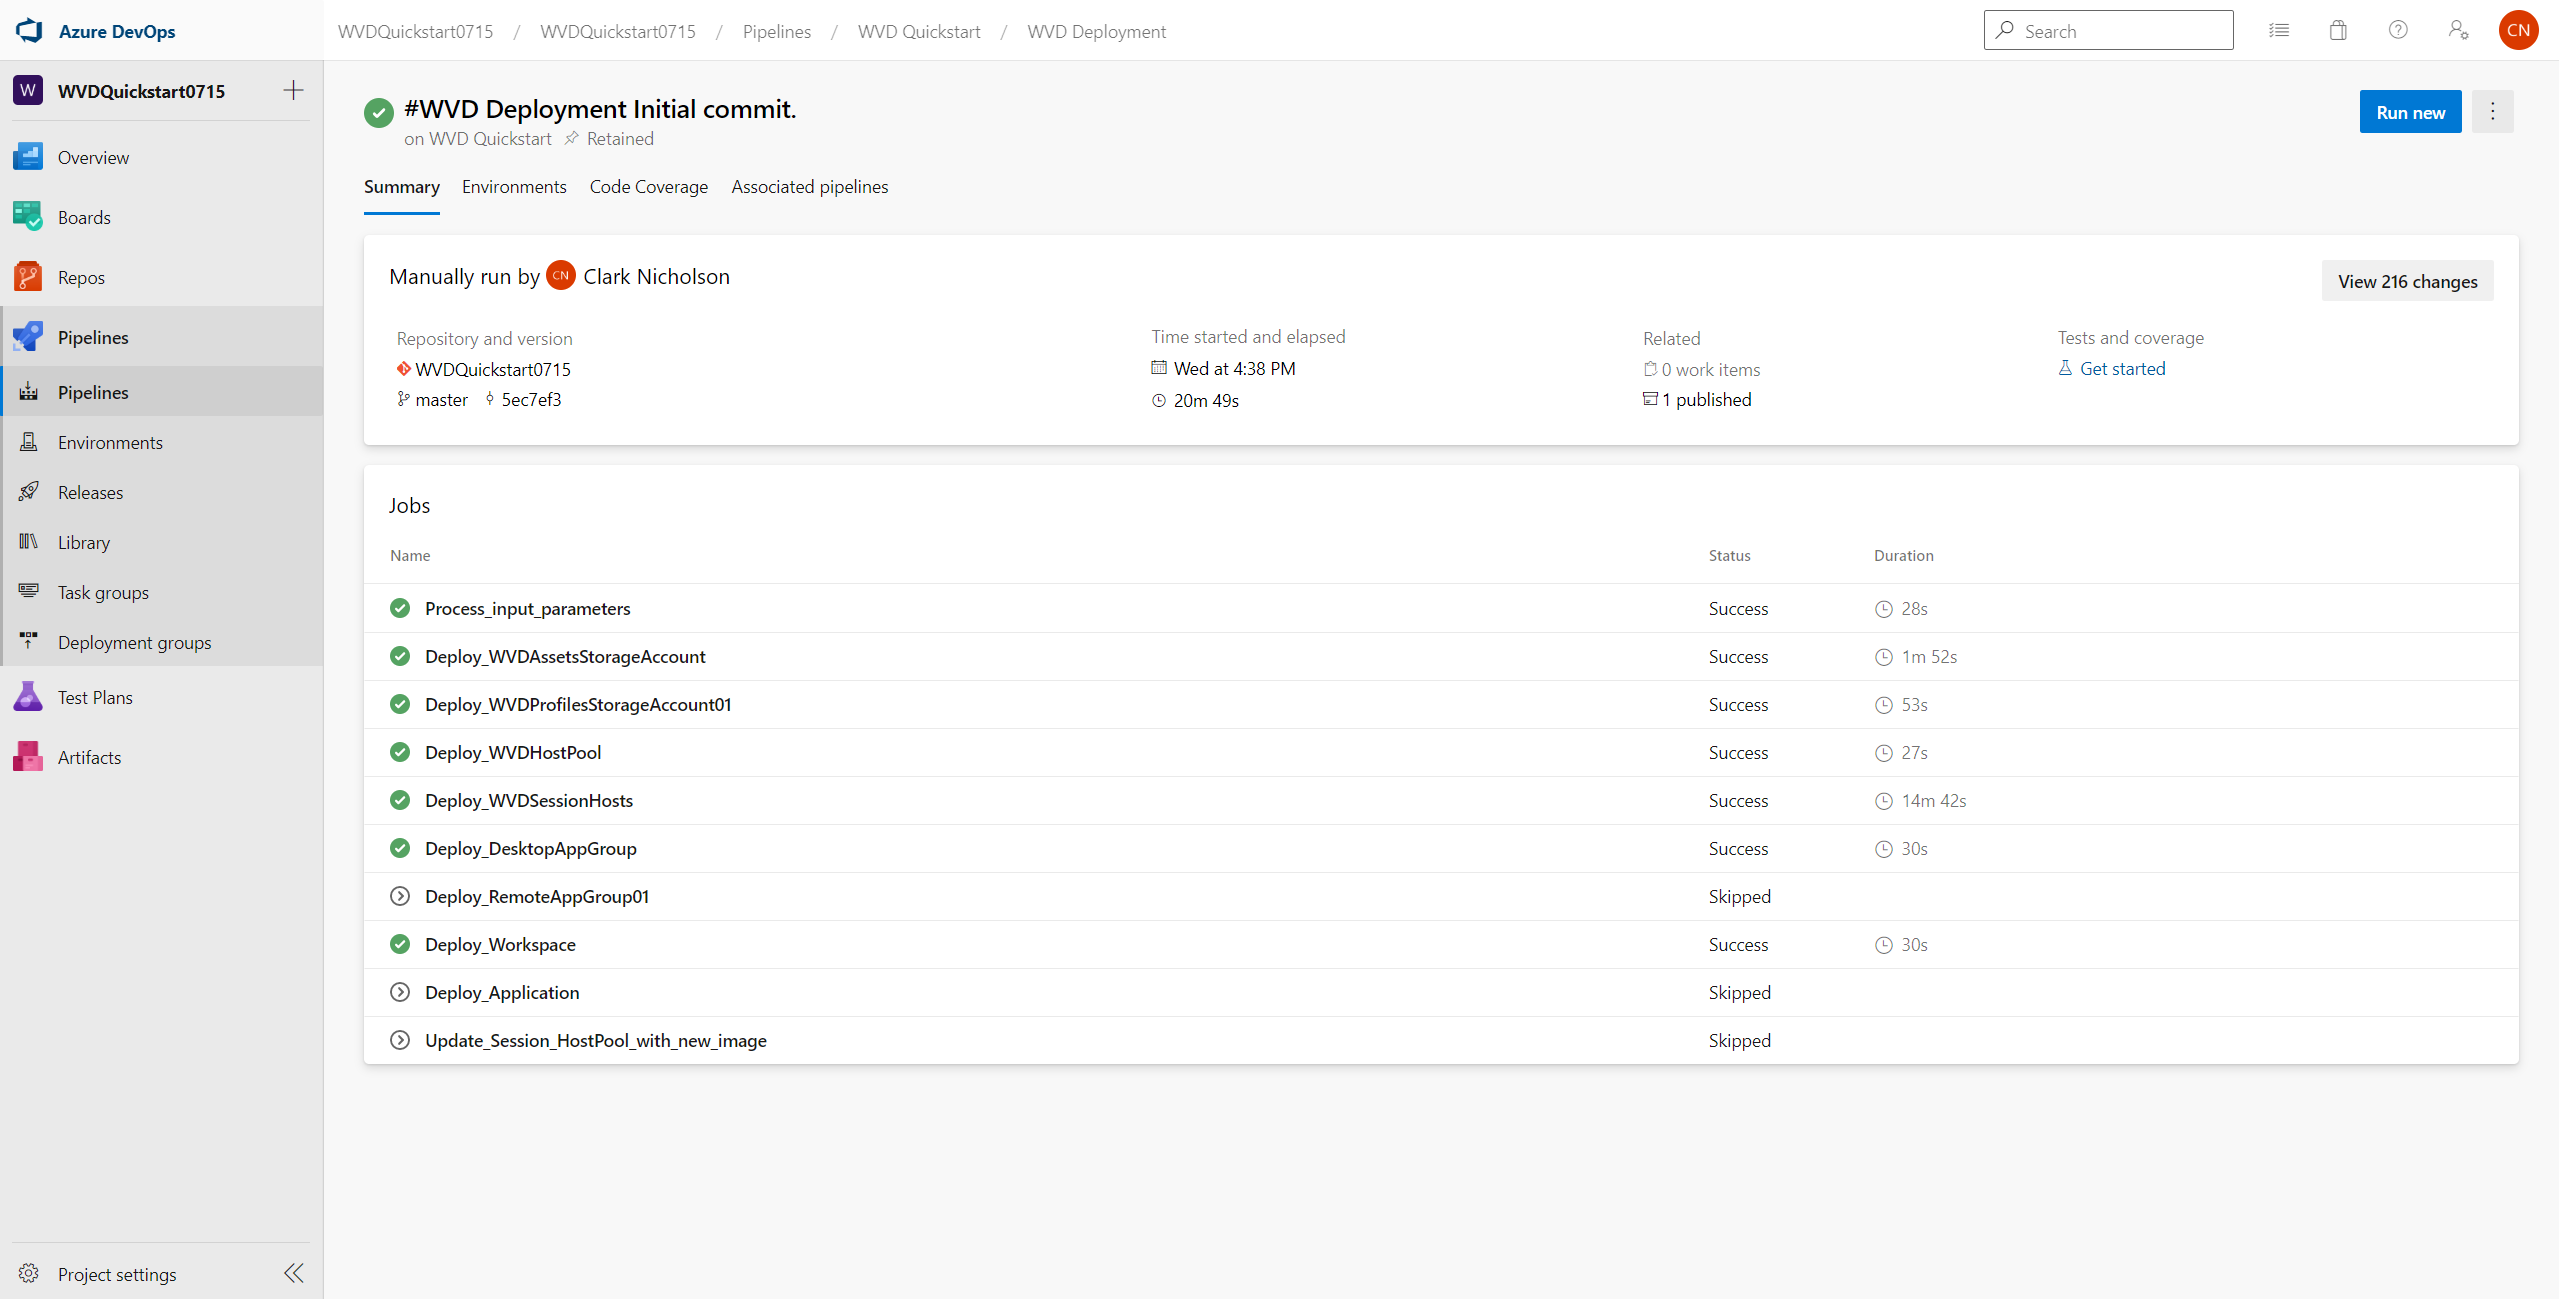 Azure DevOps
WVDQuickstart0715 / WVDQuickstart0715 / Pipelines / WVD Quickstart / WVD Deployment
Search
CN
W WVDQuickstart0715
Overview
Boards
Repos
Pipelines
Pipelines
Environments
Releases
Library
Task groups
Deployment groups
Test Plans
Artifacts
Project settings
#WVD Deployment Initial commit.
on WVD Quickstart Retained
Run new
Summary Environments Code Coverage Associated pipelines
Manually run by CN Clark Nicholson
View 216 changes
Repository and version Time started and elapsed Related Tests and coverage
WVDQuickstart0715 Wed at 4:38 PM 0 work items Get started
master 5ec7ef3 20m 49s 1 published
Jobs
Name Status Duration
Process_input_parameters Success 28s
Deploy_WVDAssetsStorageAccount Success 1m 52s
Deploy_WVDProfilesStorageAccount01 Success 53s
Deploy_WVDHostPool Success 27s
Deploy_WVDSessionHosts Success 14m 42s
Deploy_DesktopAppGroup Success 30s
Deploy_RemoteAppGroup01 Skipped
Deploy_Workspace Success 30s
Deploy_Application Skipped
Update_Session_HostPool_with_new_image Skipped